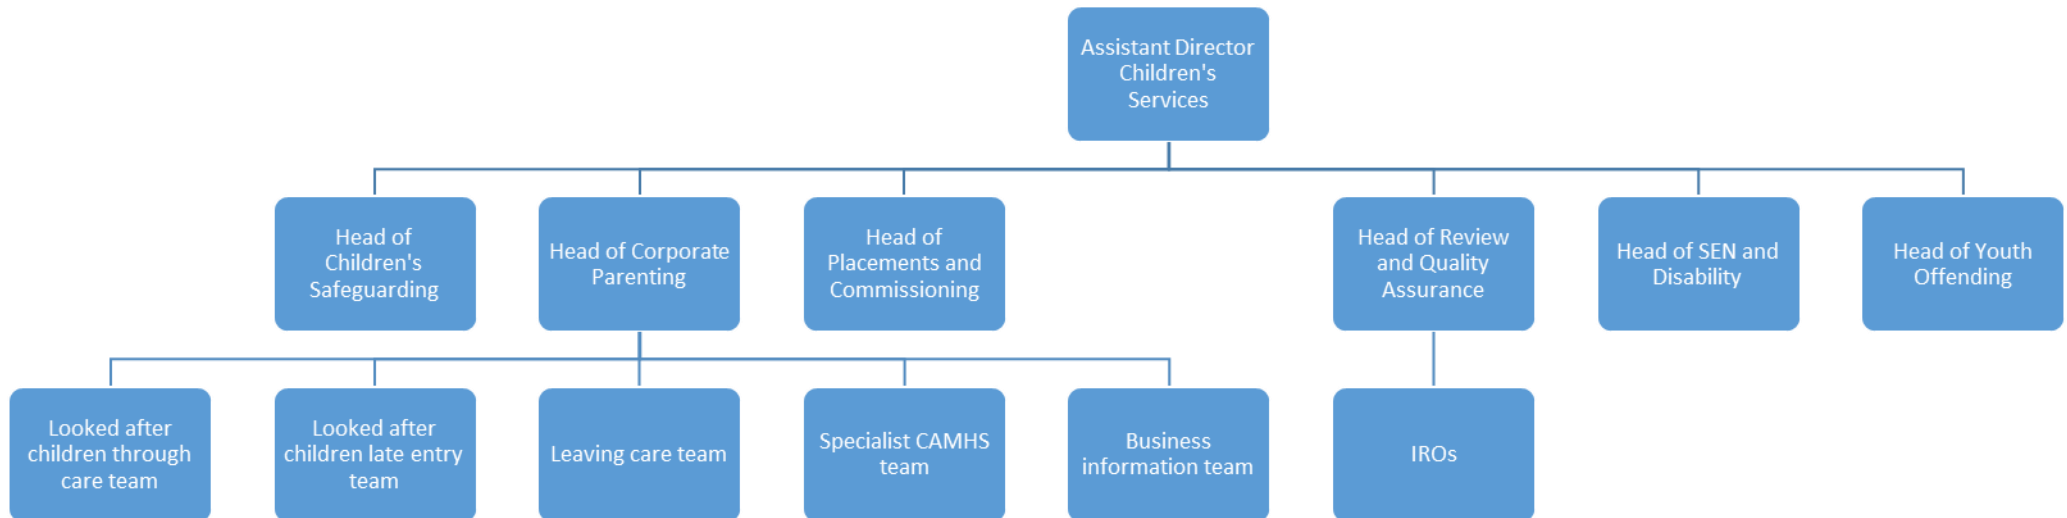 Assistant Director
Children's
Services
Head of
Children's
Safeguarding
Head of Corporate
Parenting
Head of
Placements and
Commissioning
Head of Review
and Quality
Assurance
Head of SEN and
Disability
Head of Youth
Offending
Looked after
children through
care team
Looked after
children late entry
team
Leaving care team
Specialist CAMHS
team
Business
information team
IROs